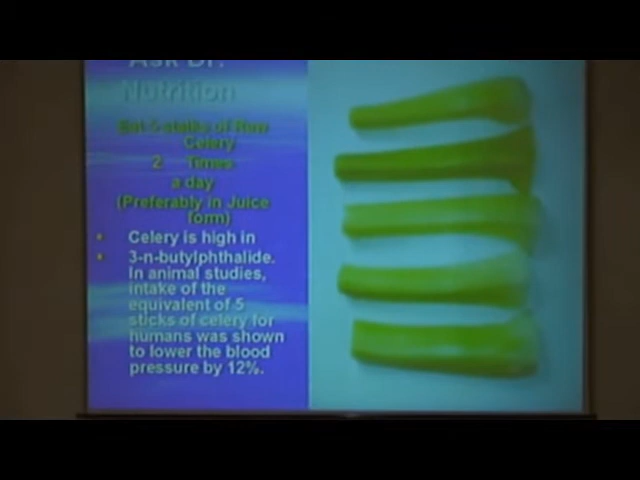 Ask Dr.
Nutrition
Eat 5 stalks of Raw
Celery
2 Times
a day
(Preferably in Juice
form)
• Celery is high in
• 3-n-butylphthalide.
In animal studies,
intake of the
equivalent of 5
sticks of celery for
humans was shown
to lower the blood
pressure by 12%.